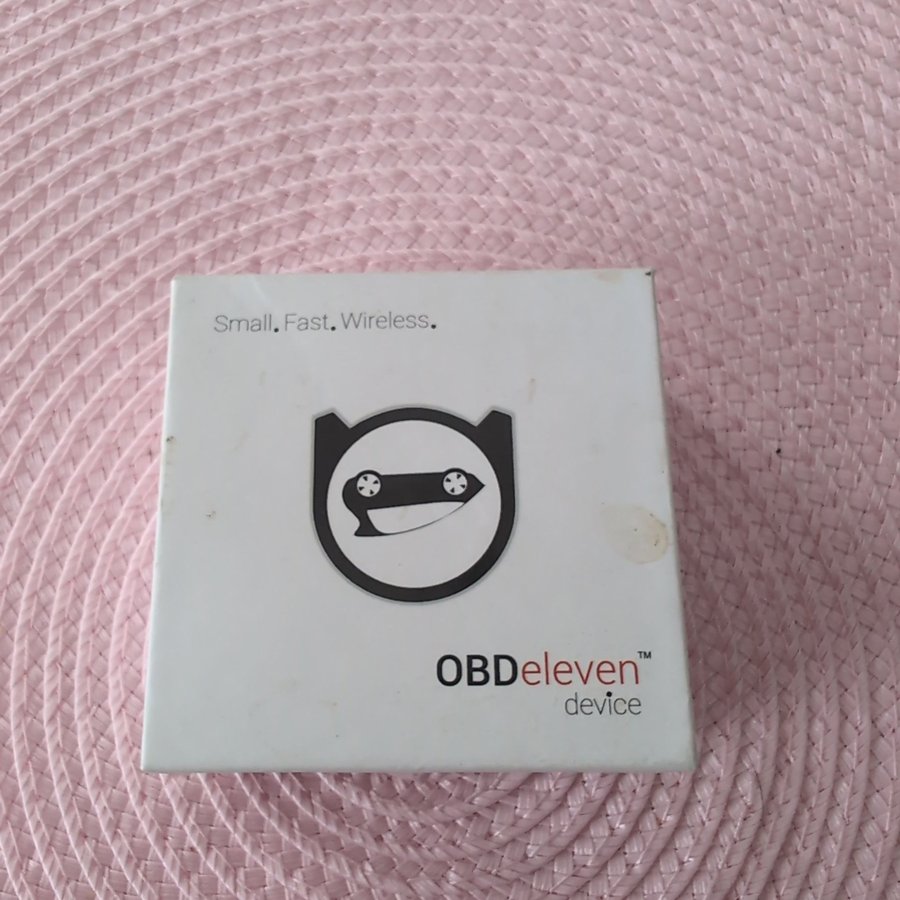 Small. Fast. Wireless.
OBDeleven™
device